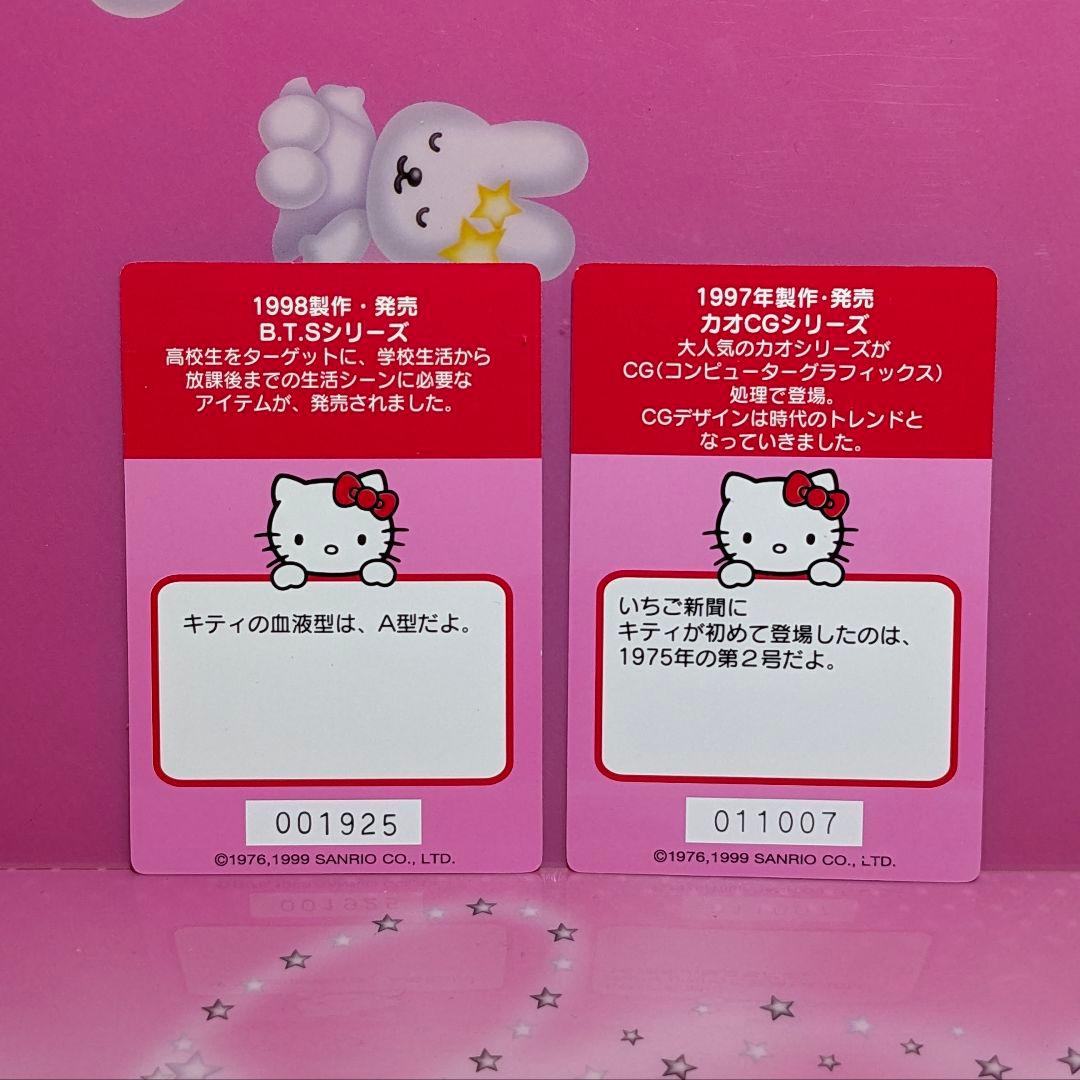 1998製作・発売
B.T.Sシリーズ
高校生をターゲットに、学校生活から
放課後までの生活シーンに必要な
アイテムが、発売されました。
キティの血液型は、A型だよ。
001925
©1976,1999 SANRIO CO., LTD.
1997年製作・発売
カオCGシリーズ
大人気のカオシリーズが
CG(コンピューターグラフィックス)
処理で登場。
CGデザインは時代のトレンドと
なっていきました。
いちご新聞に
キティが初めて登場したのは、
1975年の第2号だよ。
011007
©1976,1999 SANRIO CO., LTD.